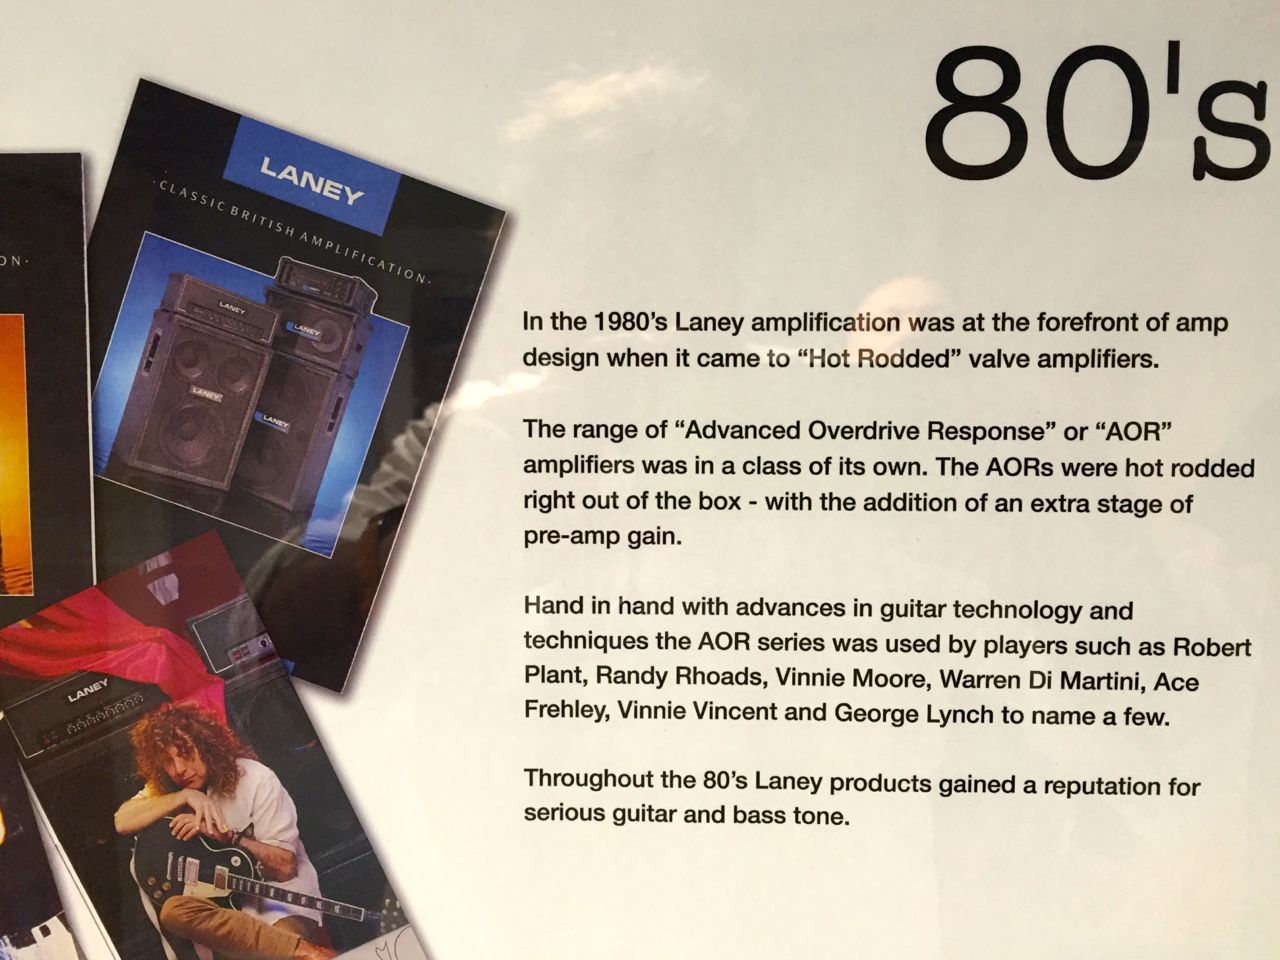 80's
LANEY
·CLASSIC BRITISH AMPLIFICATION·
ON·
LANEY
LANEY
LANEY
LANEY
LANEY
In the 1980’s Laney amplification was at the forefront of amp
design when it came to “Hot Rodded” valve amplifiers.
The range of “Advanced Overdrive Response” or “AOR”
amplifiers was in a class of its own. The AORs were hot rodded
right out of the box - with the addition of an extra stage of
pre-amp gain.
Hand in hand with advances in guitar technology and
techniques the AOR series was used by players such as Robert
Plant, Randy Rhoads, Vinnie Moore, Warren Di Martini, Ace
Frehley, Vinnie Vincent and George Lynch to name a few.
Throughout the 80’s Laney products gained a reputation for
serious guitar and bass tone.